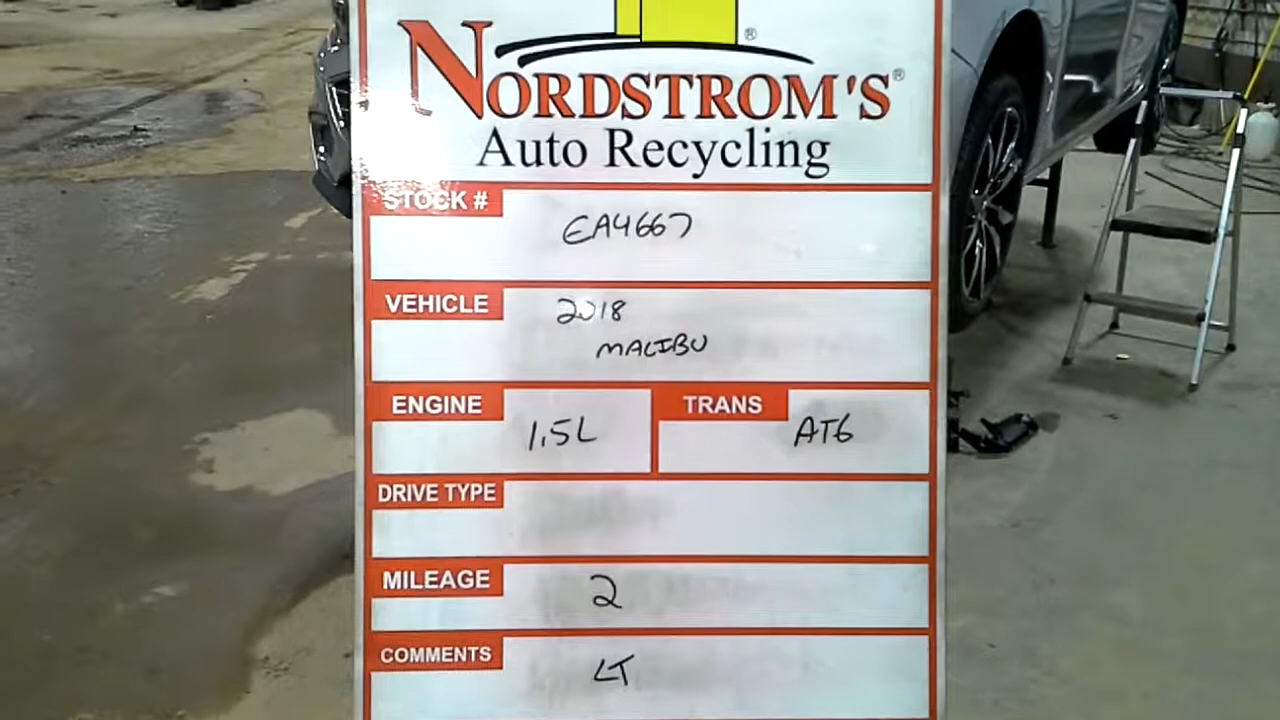 NORDSTROM'S®
Auto Recycling
STOCK # EA4667
VEHICLE 2018
MALIBU
ENGINE 1.5L TRANS AT6
DRIVE TYPE
MILEAGE 2
COMMENTS LT